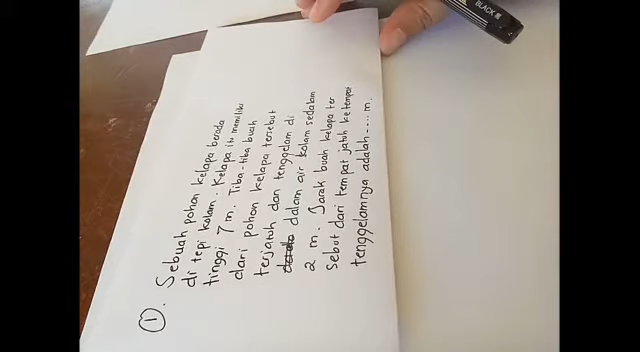 1. Sebuah pohon kelapa berada
di tepi kolam. Kelapa itu memiliki
tinggi 7 m. Tiba-tiba buah
dari pohon kelapa tersebut
terjatuh dan tenggelam di
dalam air kolam sedalam
2 m. Jarak buah kelapa ter
sebut dari tempat jatuh ke tempat
tenggelamnya adalah .... m.
BLACK